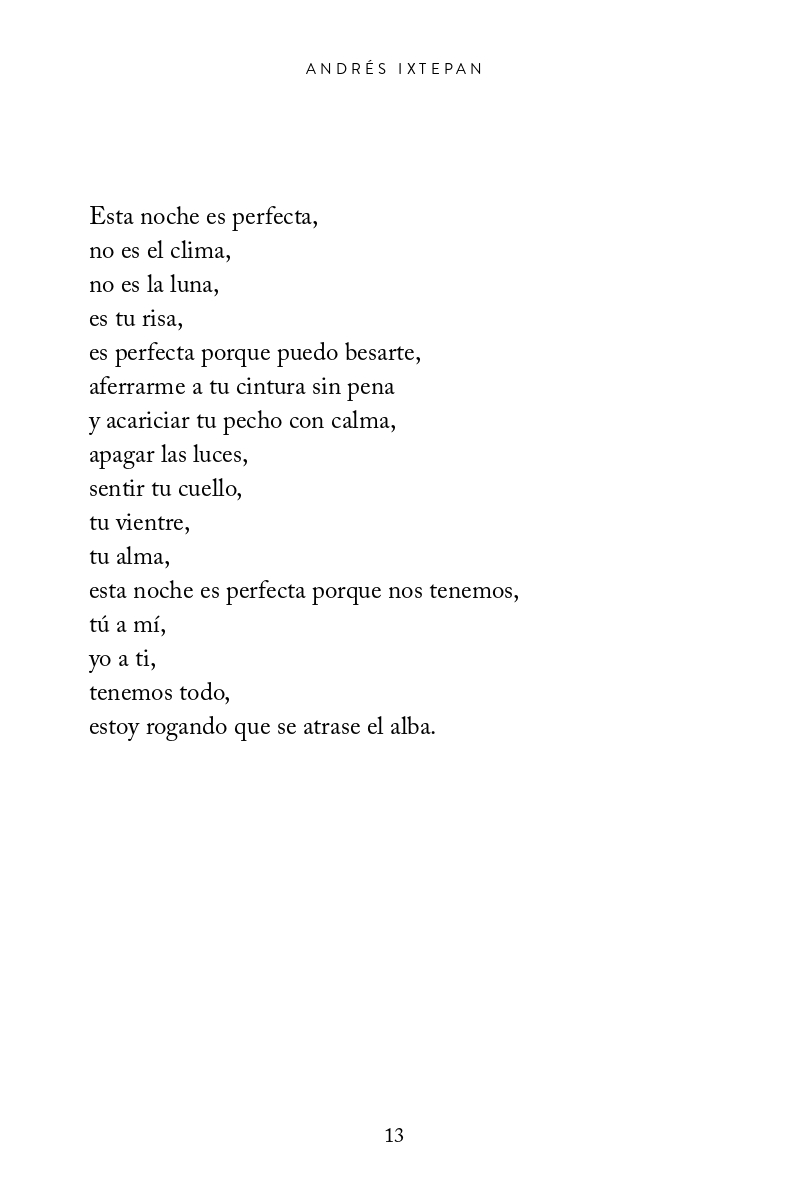 ANDRÉS IXTEPAN
Esta noche es perfecta,
no es el clima,
no es la luna,
es tu risa,
es perfecta porque puedo besarte,
aferrarme a tu cintura sin pena
y acariciar tu pecho con calma,
apagar las luces,
sentir tu cuello,
tu vientre,
tu alma,
esta noche es perfecta porque nos tenemos,
tú a mí,
yo a ti,
tenemos todo,
estoy rogando que se atrase el alba.
13